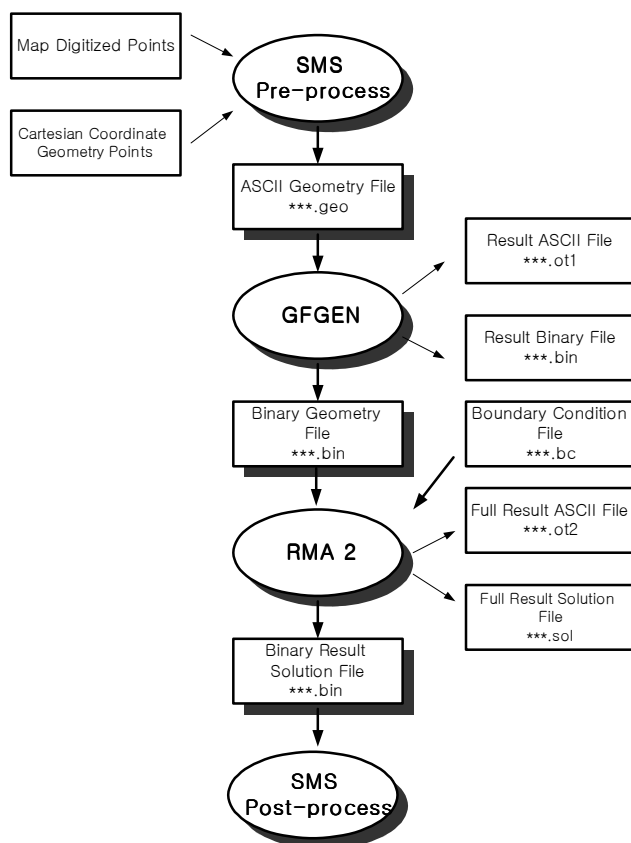 Map Digitized Points
SMS
Pre-process
Cartesian Coordinate
Geometry Points
ASCII Geometry File
***.geo
Result ASCII File
***.ot1
GFGEN
Result Binary File
***.bin
Binary Geometry
File
***.bin
Boundary Condition
File
***.bc
Full Result ASCII File
***.ot2
RMA 2
Full Result Solution
File
***.sol
Binary Result
Solution File
***.bin
SMS
Post-process